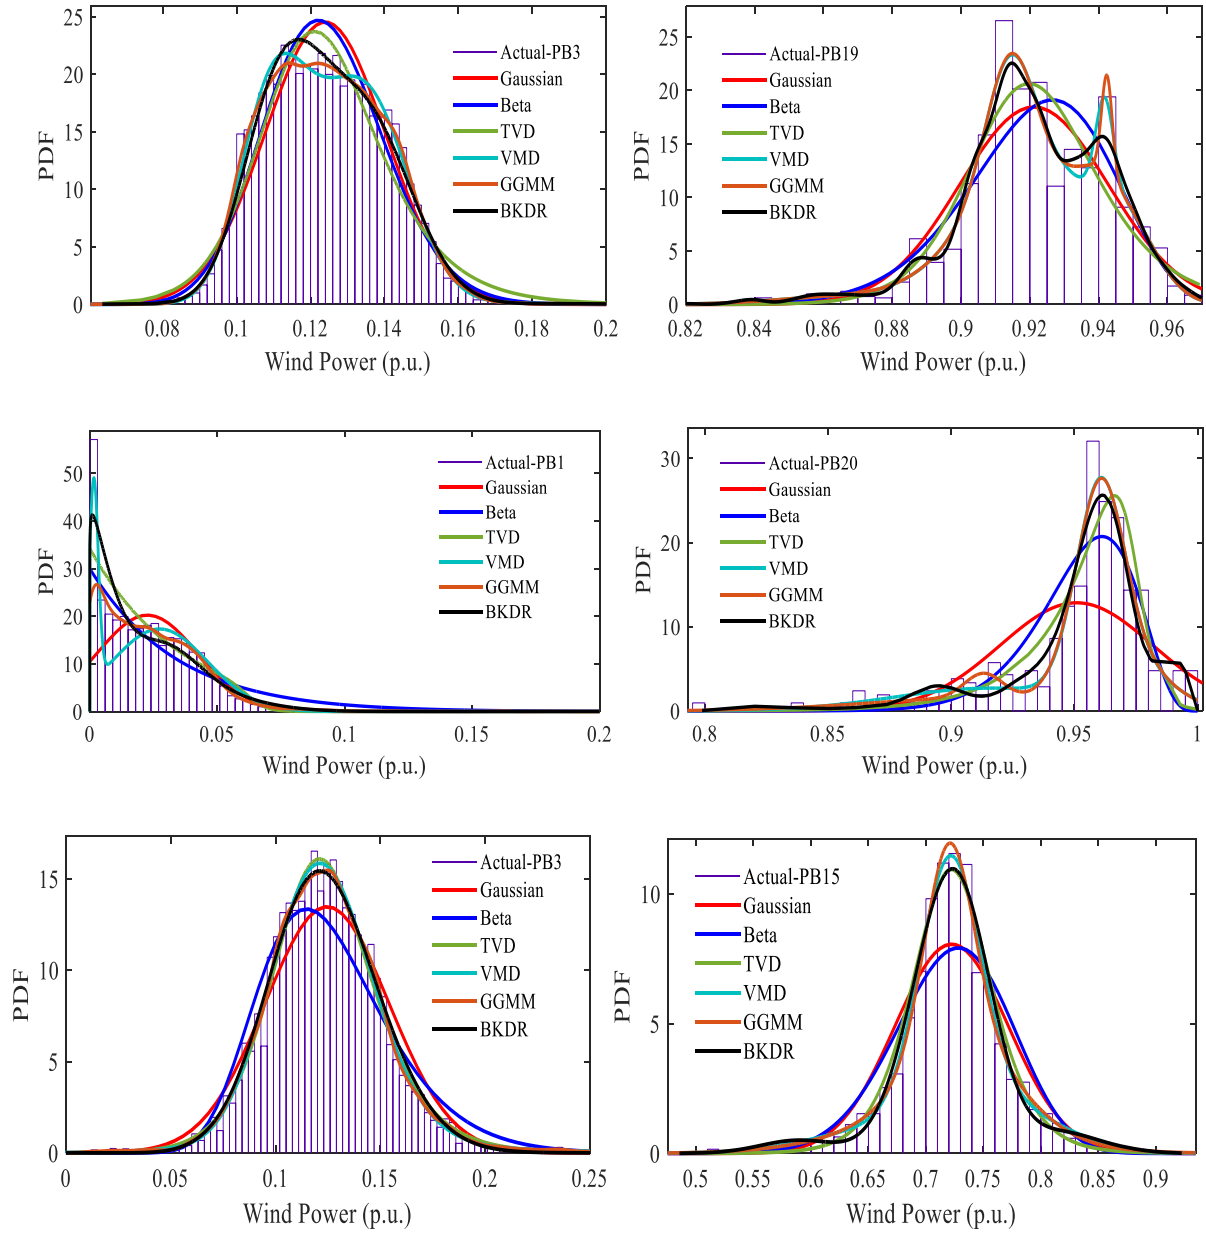 25
20
15
10
5
0
PDF
Actual-PB3
Gaussian
Beta
TVD
VMD
GGMM
BKDR
0.08 0.1 0.12 0.14 0.16 0.18 0.2
Wind Power (p.u.)
25
20
15
10
5
0
PDF
Actual-PB19
Gaussian
Beta
TVD
VMD
GGMM
BKDR
0.82 0.84 0.86 0.88 0.9 0.92 0.94 0.96
Wind Power (p.u.)
50
40
30
20
10
0
PDF
Actual-PB1
Gaussian
Beta
TVD
VMD
GGMM
BKDR
0 0.05 0.1 0.15 0.2
Wind Power (p.u.)
30
20
10
0
PDF
Actual-PB20
Gaussian
Beta
TVD
VMD
GGMM
BKDR
0.8 0.85 0.9 0.95 1
Wind Power (p.u.)
15
10
5
0
PDF
Actual-PB3
Gaussian
Beta
TVD
VMD
GGMM
BKDR
0 0.05 0.1 0.15 0.2 0.25
Wind Power (p.u.)
10
5
0
PDF
Actual-PB15
Gaussian
Beta
TVD
VMD
GGMM
BKDR
0.5 0.55 0.6 0.65 0.7 0.75 0.8 0.85 0.9
Wind Power (p.u.)